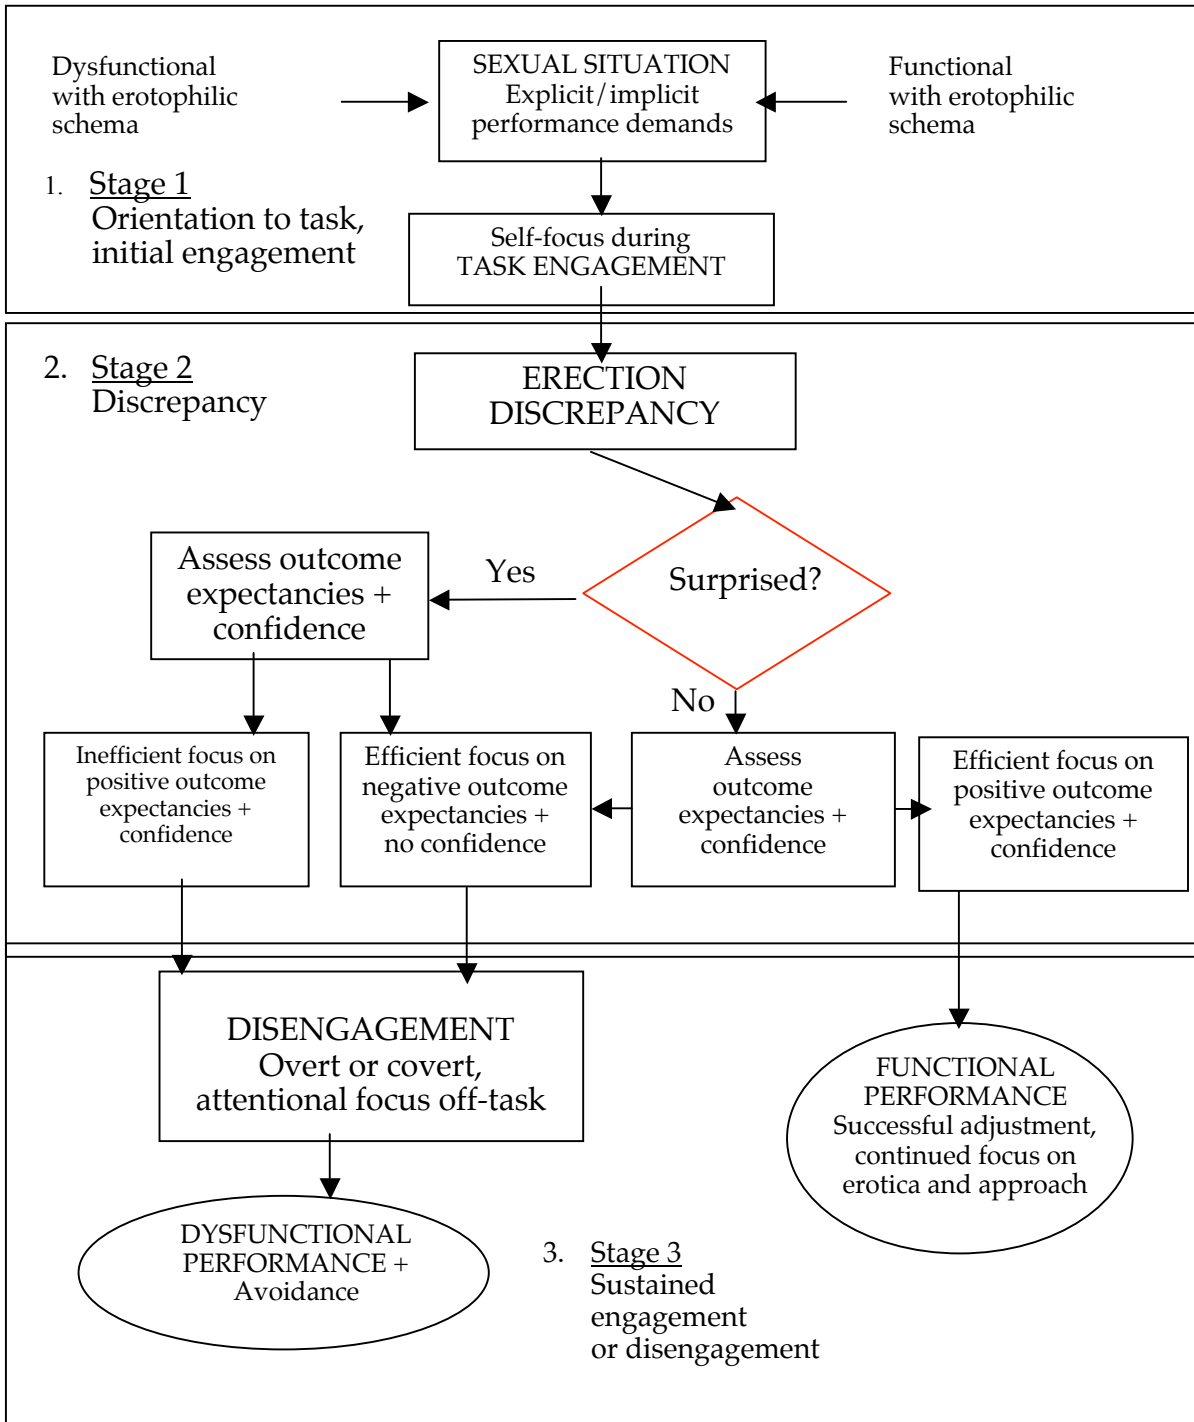 Dysfunctional
with erotophilic
schema
SEXUAL SITUATION
Explicit/implicit
performance demands
Functional
with erotophilic
schema
1. Stage 1
Orientation to task,
initial engagement
Self-focus during
TASK ENGAGEMENT
2. Stage 2
Discrepancy
ERECTION
DISCREPANCY
Surprised?
Yes
Assess outcome
expectancies +
confidence
No
Inefficient focus on
positive outcome
expectancies +
confidence
Efficient focus on
negative outcome
expectancies +
no confidence
Assess
outcome
expectancies +
confidence
Efficient focus on
positive outcome
expectancies +
confidence
DISENGAGEMENT
Overt or covert,
attentional focus off-task
FUNCTIONAL
PERFORMANCE
Successful adjustment,
continued focus on
erotica and approach
DYSFUNCTIONAL
PERFORMANCE +
Avoidance
3. Stage 3
Sustained
engagement
or disengagement